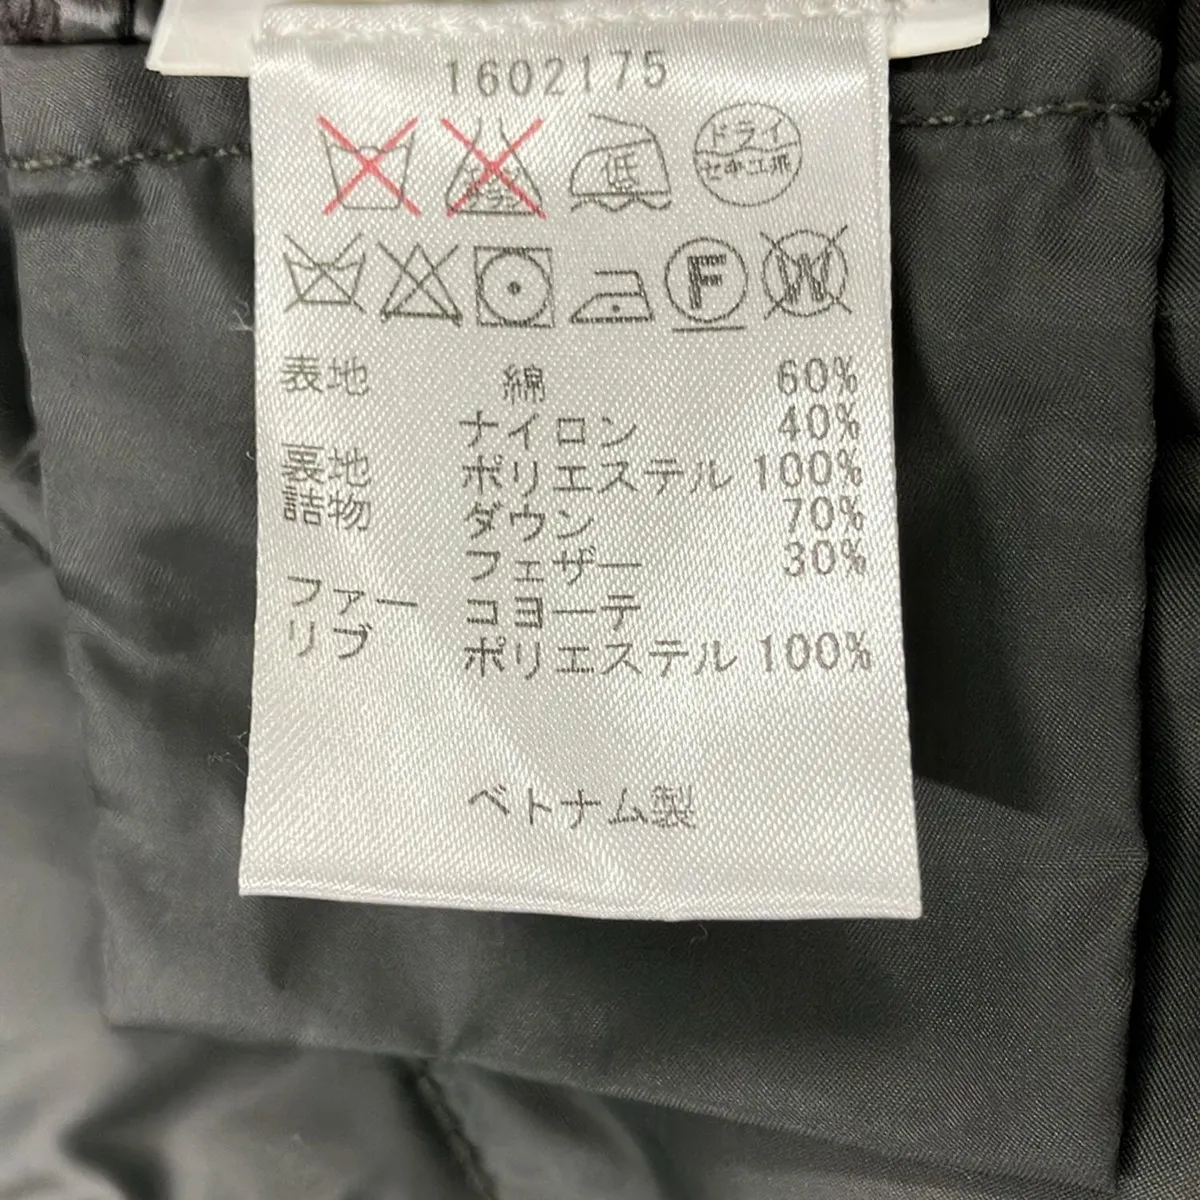 1602175
低 ドライ
セキユ系
F W
表地 綿 60%
ナイロン 40%
裏地 ポリエステル 100%
詰物 ダウン 70%
フェザー 30%
ファー コヨーテ
リブ ポリエステル 100%
ベトナム製